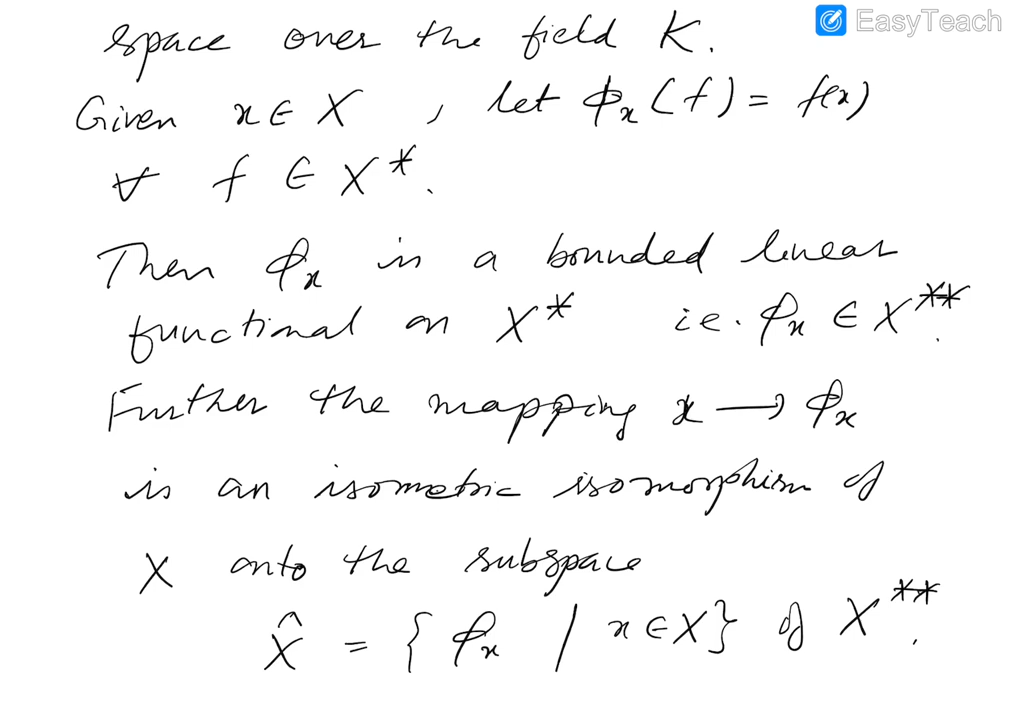 EasyTeach
space over the field K.
Given x ∈ X, let ϕₓ(f) = f(x)
∀ f ∈ X*.
Then ϕₓ is a bounded linear
functional on X* i.e. ϕₓ ∈ X**.
Further the mapping x → ϕₓ
is an isometric isomorphism of
X onto the subspace
X̂ = {ϕₓ / x ∈ X} of X**.